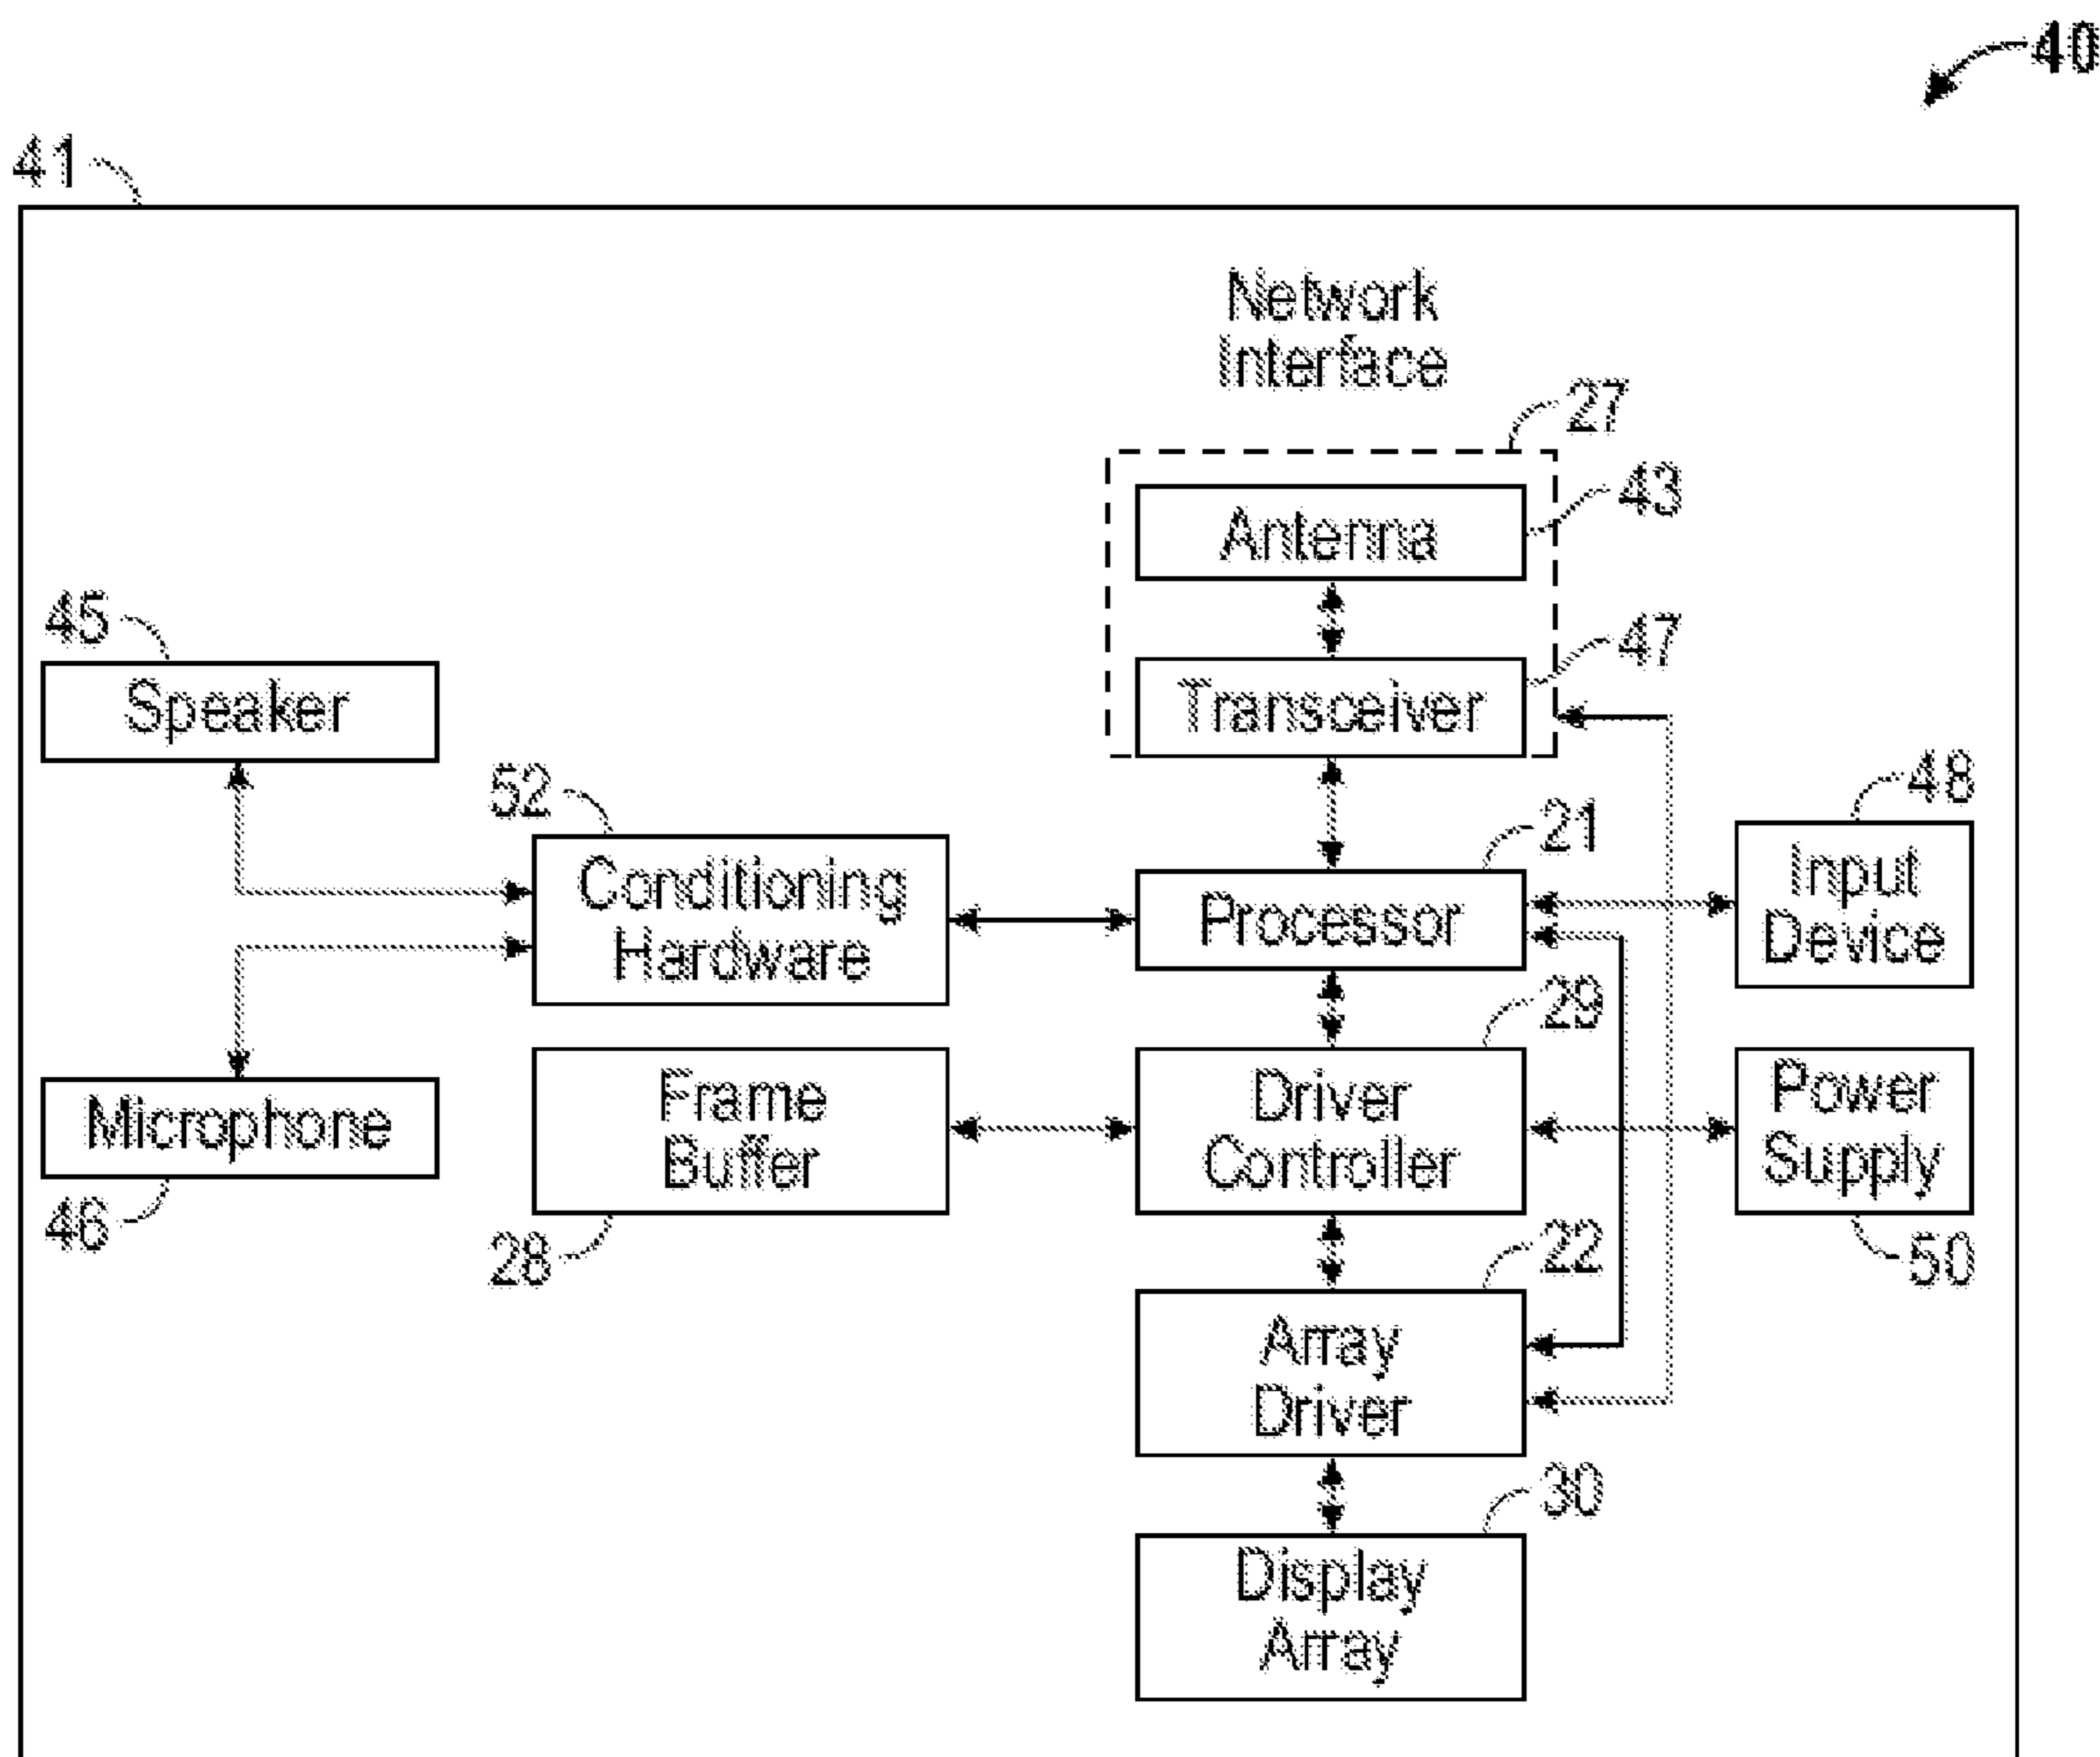 40
41
Network
Interface
27
43
Antenna
45
47
Speaker
Transceiver
52
48
21
Conditioning
Hardware
Processor
Input
Device
29
Microphone
46
Frame
Buffer
28
Driver
Controller
Power
Supply
50
22
Array
Driver
30
Display
Array